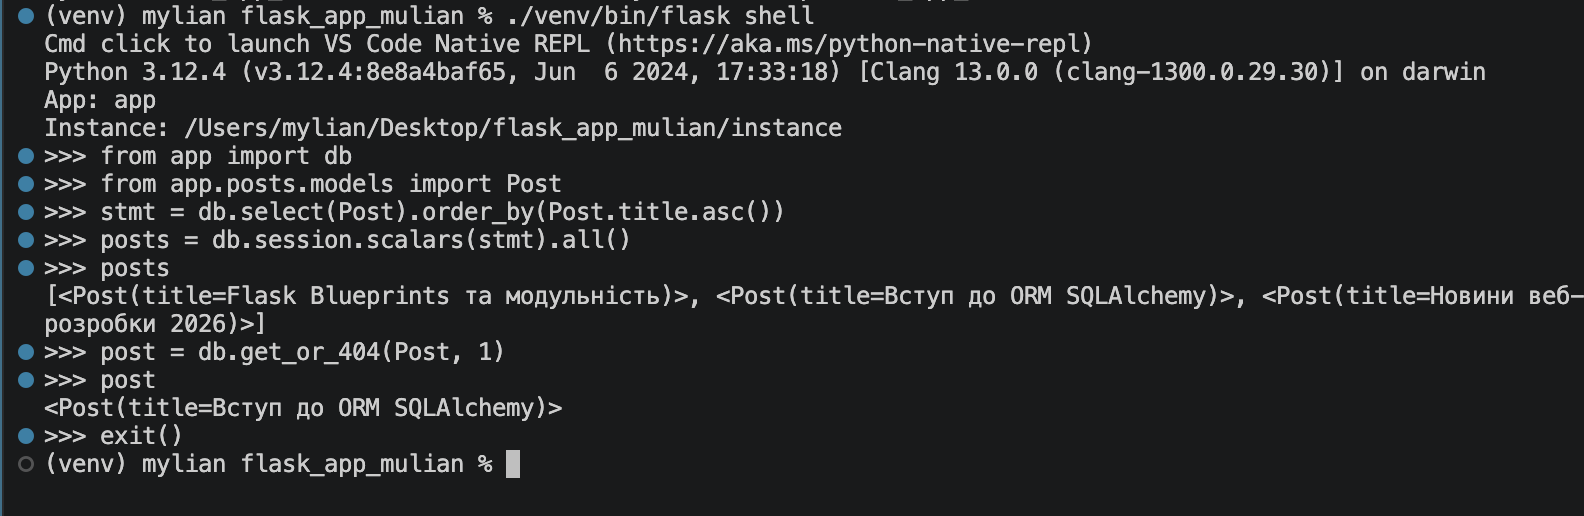 (venv) mylian flask_app_mulian % ./venv/bin/flask shell
Cmd click to launch VS Code Native REPL (https://aka.ms/python-native-repl)
Python 3.12.4 (v3.12.4:8e8a4baf65, Jun  6 2024, 17:33:18) [Clang 13.0.0 (clang-1300.0.29.30)] on darwin
App: app
Instance: /Users/mylian/Desktop/flask_app_mulian/instance
>>> from app import db
>>> from app.posts.models import Post
>>> stmt = db.select(Post).order_by(Post.title.asc())
>>> posts = db.session.scalars(stmt).all()
>>> posts
[<Post(title=Flask Blueprints та модульність)>, <Post(title=Вступ до ORM SQLAlchemy)>, <Post(title=Новини веб-
розробки 2026)>]
>>> post = db.get_or_404(Post, 1)
>>> post
<Post(title=Вступ до ORM SQLAlchemy)>
>>> exit()
(venv) mylian flask_app_mulian %